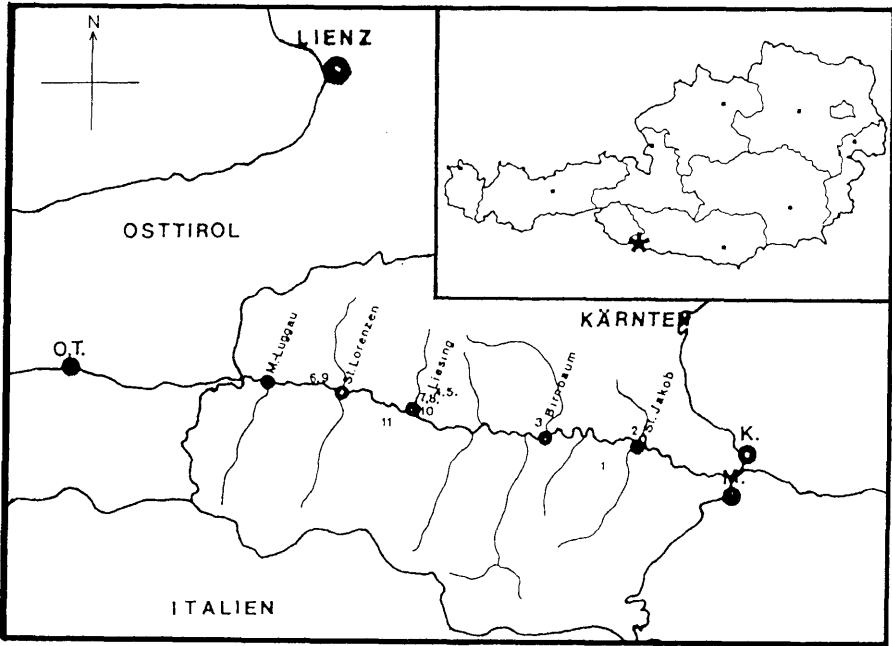 N
LIENZ
OSTTIROL
KÄRNTEN
O.T.
M.-Luggau
6,9
St. Lorenzen
Liesing
4,5.
7,8.
10
11
3
Birnbaum
2
St. Jakob
1
K.
M.
ITALIEN